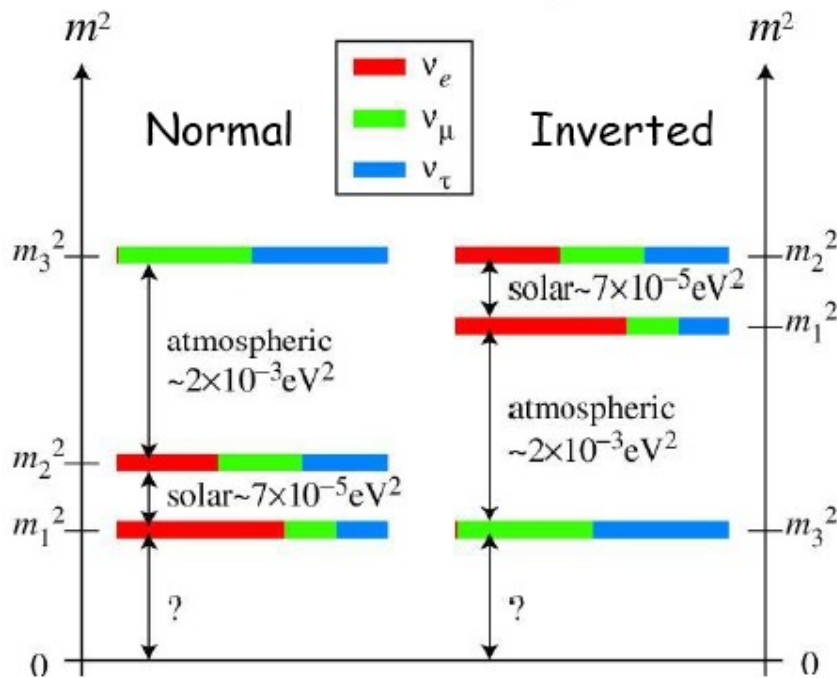 m²
m²
ν_e
ν_μ
ν_τ
Normal
Inverted
m₃²
m₂²
solar~7×10⁻⁵eV²
m₁²
atmospheric
~2×10⁻³eV²
atmospheric
~2×10⁻³eV²
m₂²
solar~7×10⁻⁵eV²
m₁²
m₃²
?
?
0
0